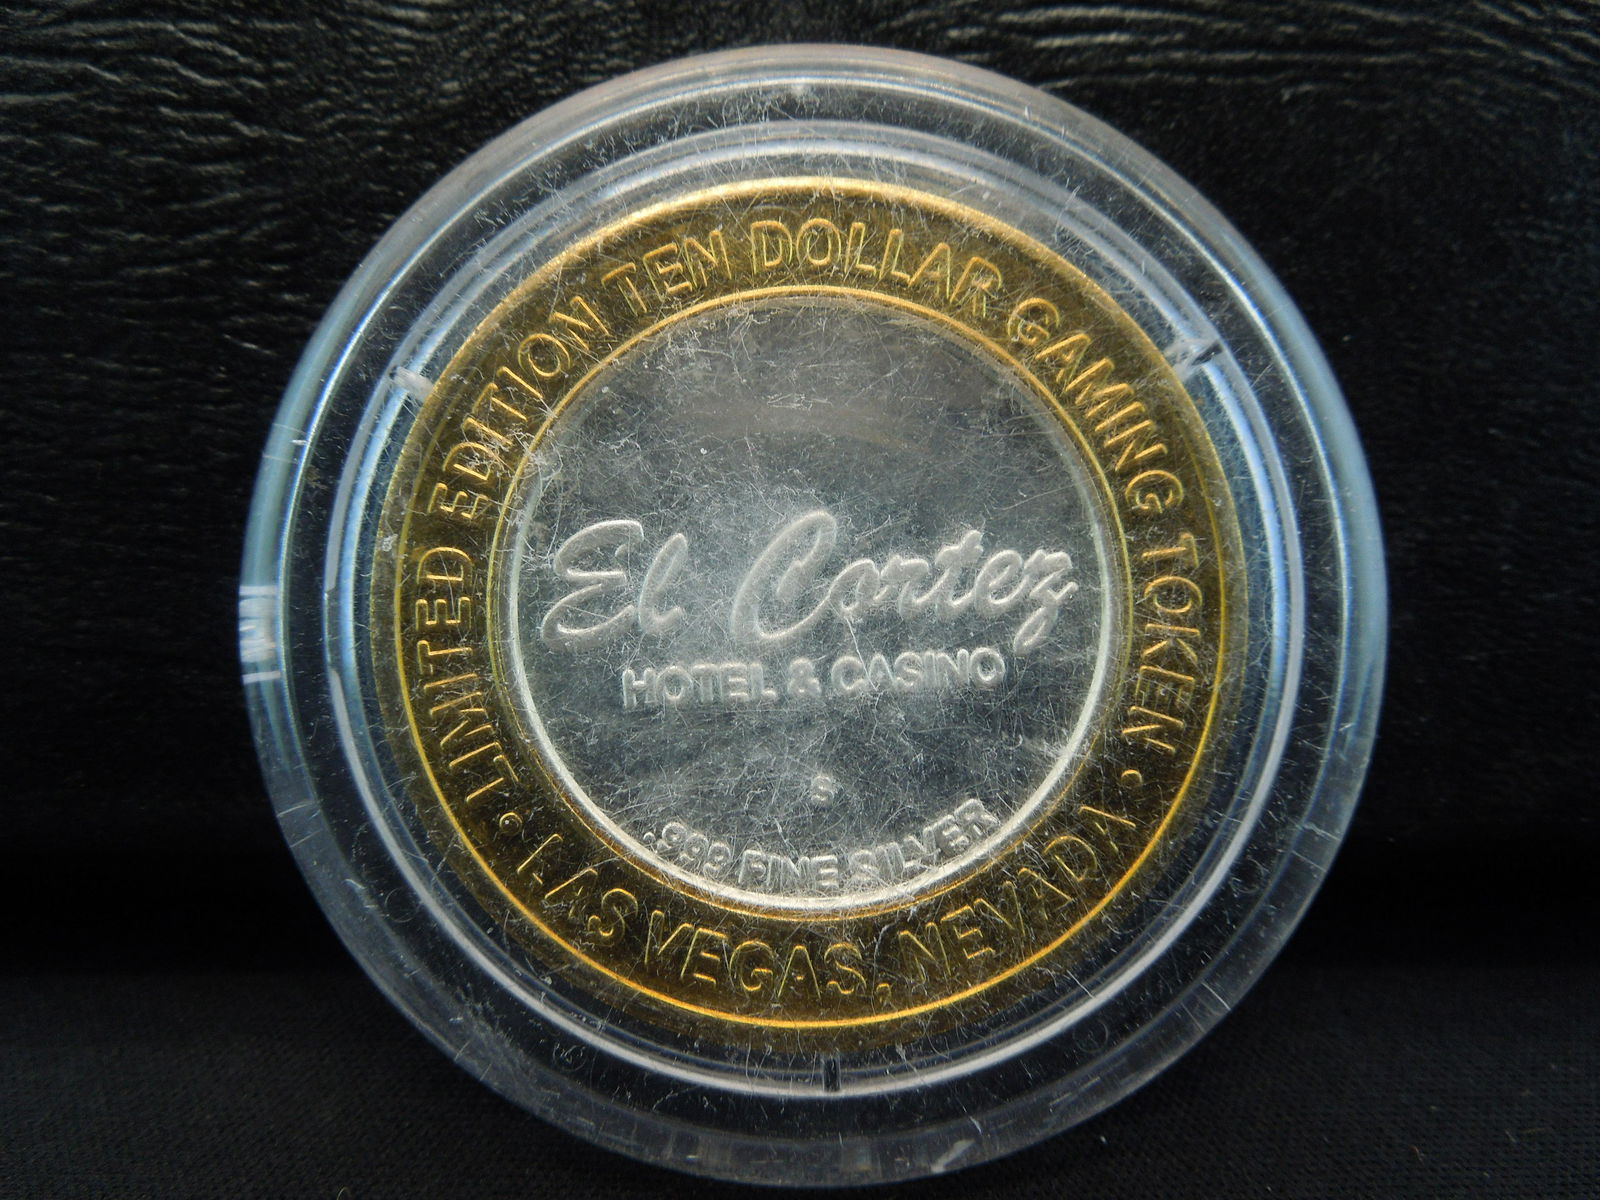 LIMITED EDITION TEN DOLLAR GAMING TOKEN
El Cortez
HOTEL & CASINO
S
.999 FINE SILVER
• LAS VEGAS, NEVADA •